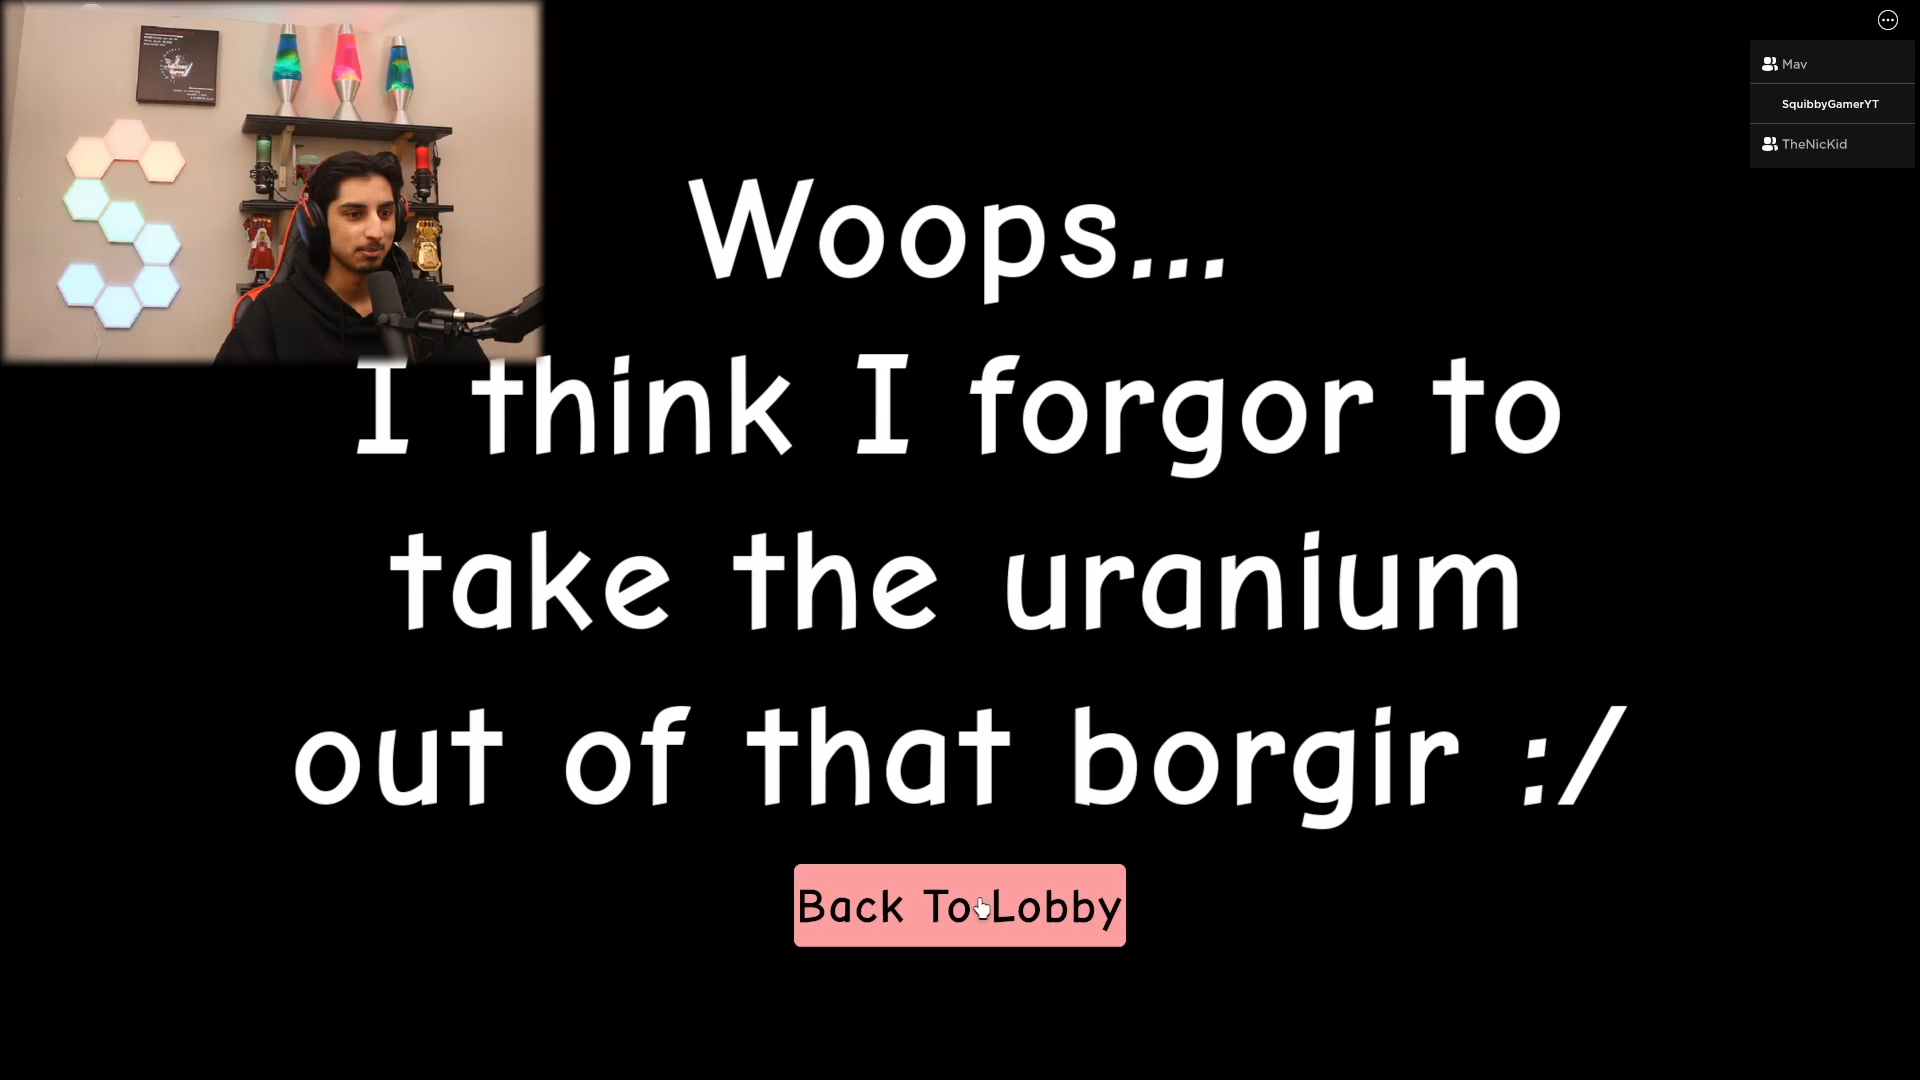 Mav
SquibbyGamerYT
TheNicKid
Woops...
I think I forgor to
take the uranium
out of that borgir :/
Back To Lobby